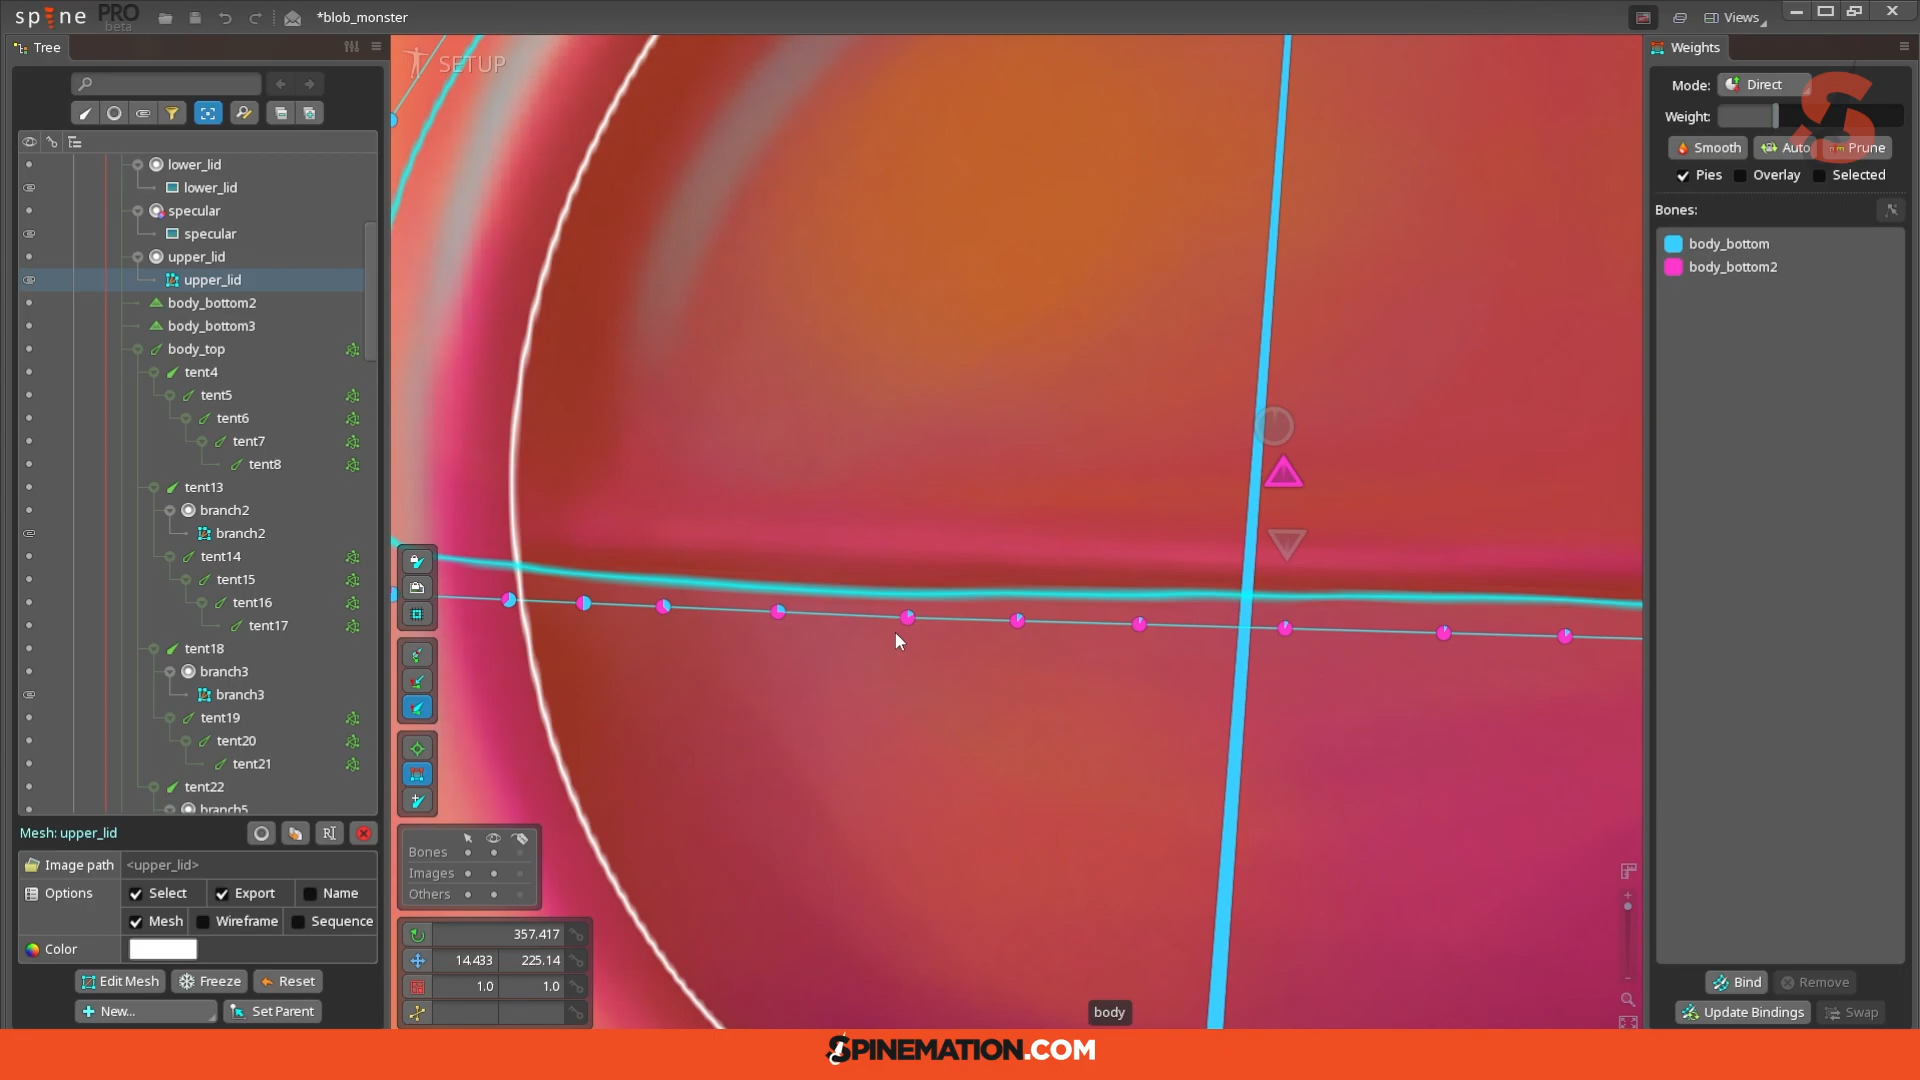 spine PRO beta
*blob_monster
Views
Tree
SETUP
Weights
Mode: Direct
Weight:
Smooth Auto Prune
Pies Overlay Selected
Bones:
body_bottom
body_bottom2
lower_lid
lower_lid
specular
specular
upper_lid
upper_lid
body_bottom2
body_bottom3
body_top
tent4
tent5
tent6
tent7
tent8
tent13
branch2
branch2
tent14
tent15
tent16
tent17
tent18
branch3
branch3
tent19
tent20
tent21
tent22
branch5
Mesh: upper_lid
Image path <upper_lid>
Options Select Export Name
Mesh Wireframe Sequence
Color
Edit Mesh Freeze Reset
New... Set Parent
Bones
Images
Others
357.417
14.433 225.14
1.0 1.0
body
Bind Remove
Update Bindings Swap
SPINEMATION.COM